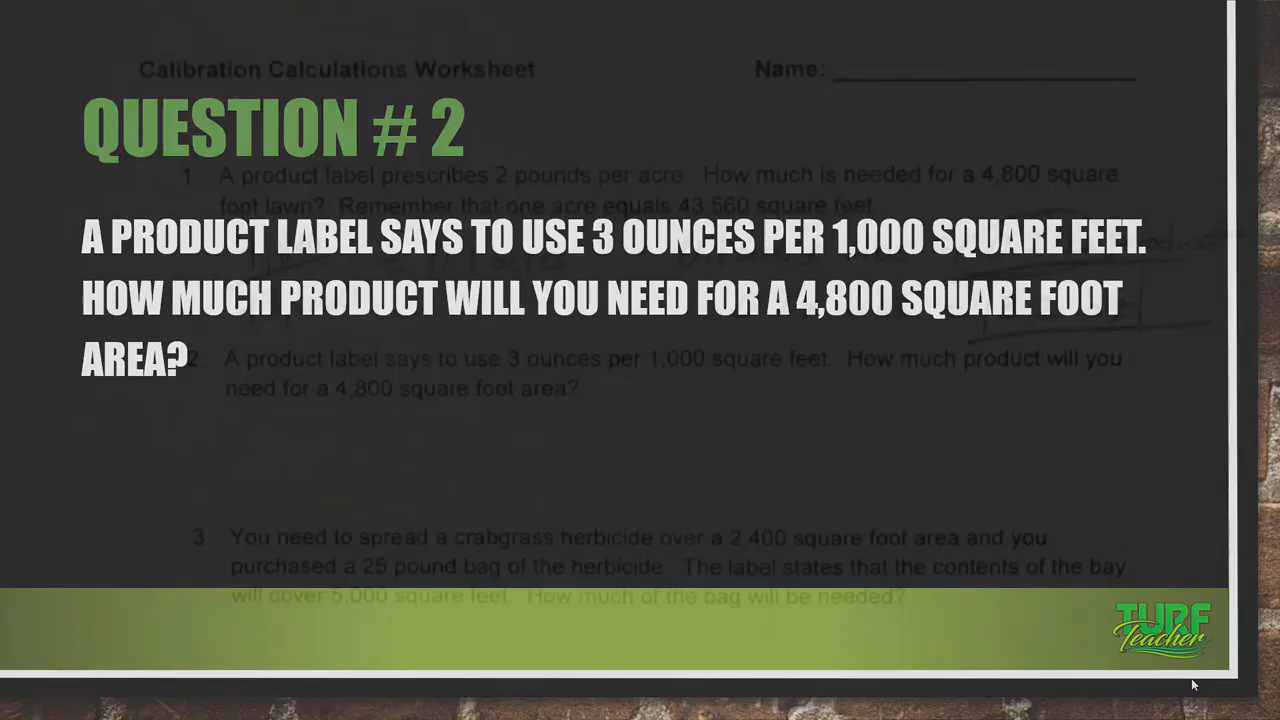 Calibration Calculations Worksheet Name:
QUESTION # 2
1 A product label prescribes 2 pounds per acre. How much is needed for a 4,800 square
foot lawn? Remember that one acre equals 43,560 square feet
A PRODUCT LABEL SAYS TO USE 3 OUNCES PER 1,000 SQUARE FEET.
HOW MUCH PRODUCT WILL YOU NEED FOR A 4,800 SQUARE FOOT
AREA?
2 A product label says to use 3 ounces per 1,000 square feet. How much product will you
need for a 4,800 square foot area?
3 You need to spread a crabgrass herbicide over a 2,400 square foot area and you
purchased a 25 pound bag of the herbicide. The label states that the contents of the bag
will cover 5,000 square feet. How much of the bag will be needed?
TURF
Teacher